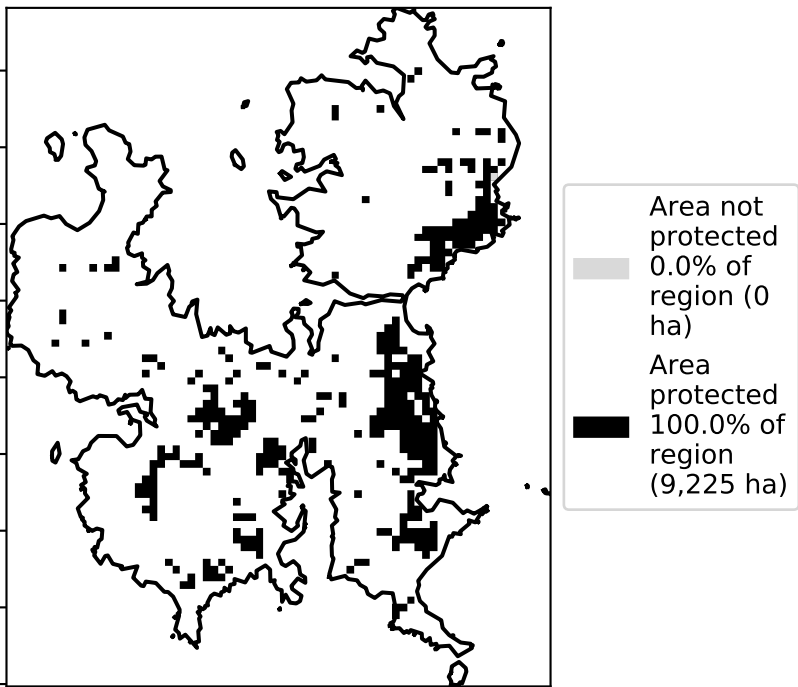 Area not
protected
0.0% of
region (0
ha)
Area
protected
100.0% of
region
(9,225 ha)